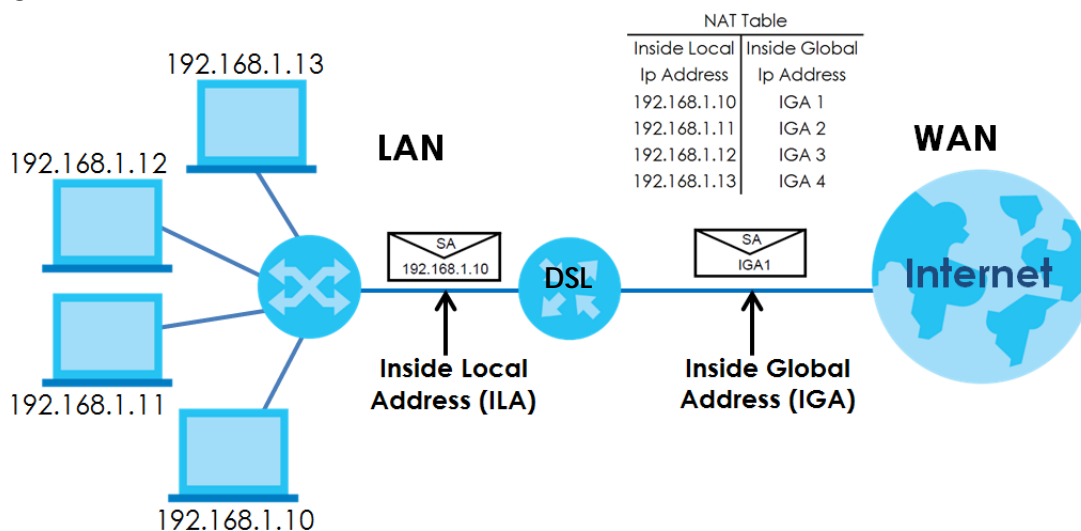 NAT Table
Inside Local Inside Global
Ip Address Ip Address
192.168.1.10 IGA 1
192.168.1.11 IGA 2
192.168.1.12 IGA 3
192.168.1.13 IGA 4
192.168.1.13
192.168.1.12
192.168.1.11
192.168.1.10
LAN
WAN
SA
192.168.1.10
DSL
SA
IGA1
Internet
Inside Local
Address (ILA)
Inside Global
Address (IGA)